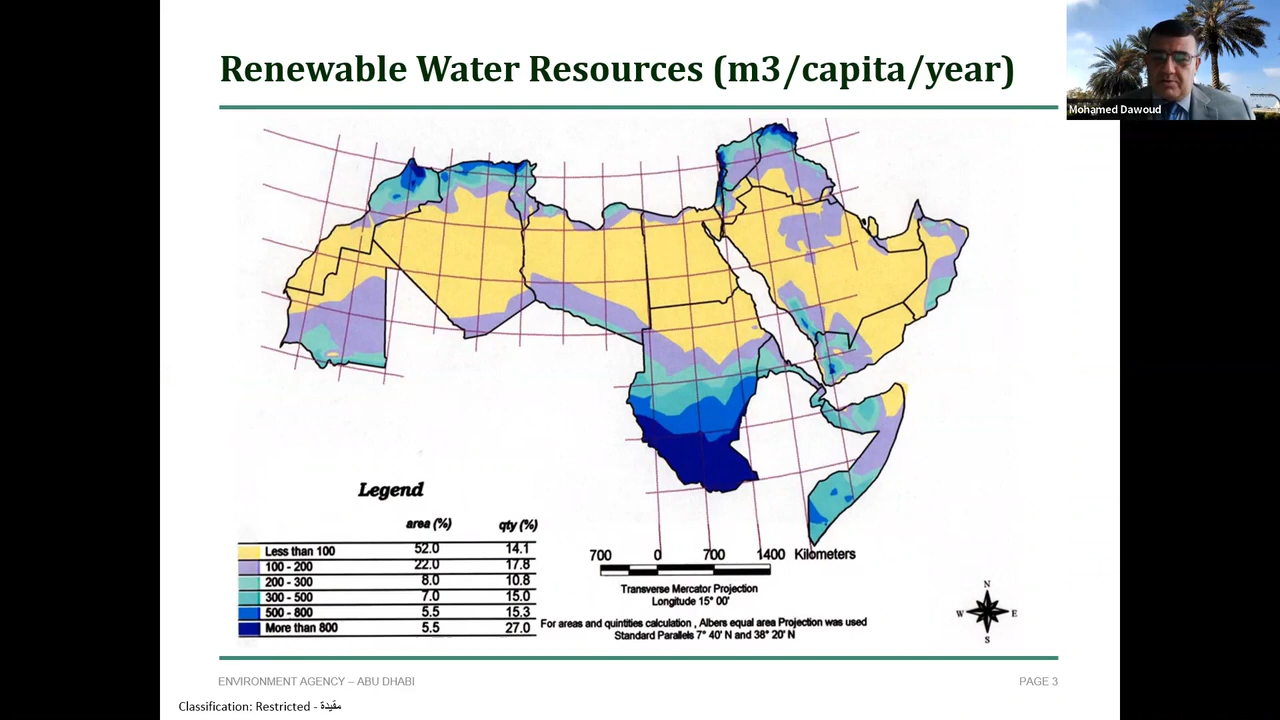 Renewable Water Resources (m3/capita/year)
Mohamed Dawoud
Legend
area (%) qty (%)
Less than 100 52.0 14.1
100 - 200 22.0 17.8
200 - 300 8.0 10.8
300 - 500 7.0 15.0
500 - 800 5.5 15.3
More than 800 5.5 27.0
700 0 700 1400 Kilometers
Transverse Mercator Projection
Longitude 15° 00'
For areas and quintities calculation , Albers equal area Projection was used
Standard Parallels 7° 40' N and 38° 20' N
N
W E
S
ENVIRONMENT AGENCY – ABU DHABI PAGE 3
Classification: Restricted - مقيّدة